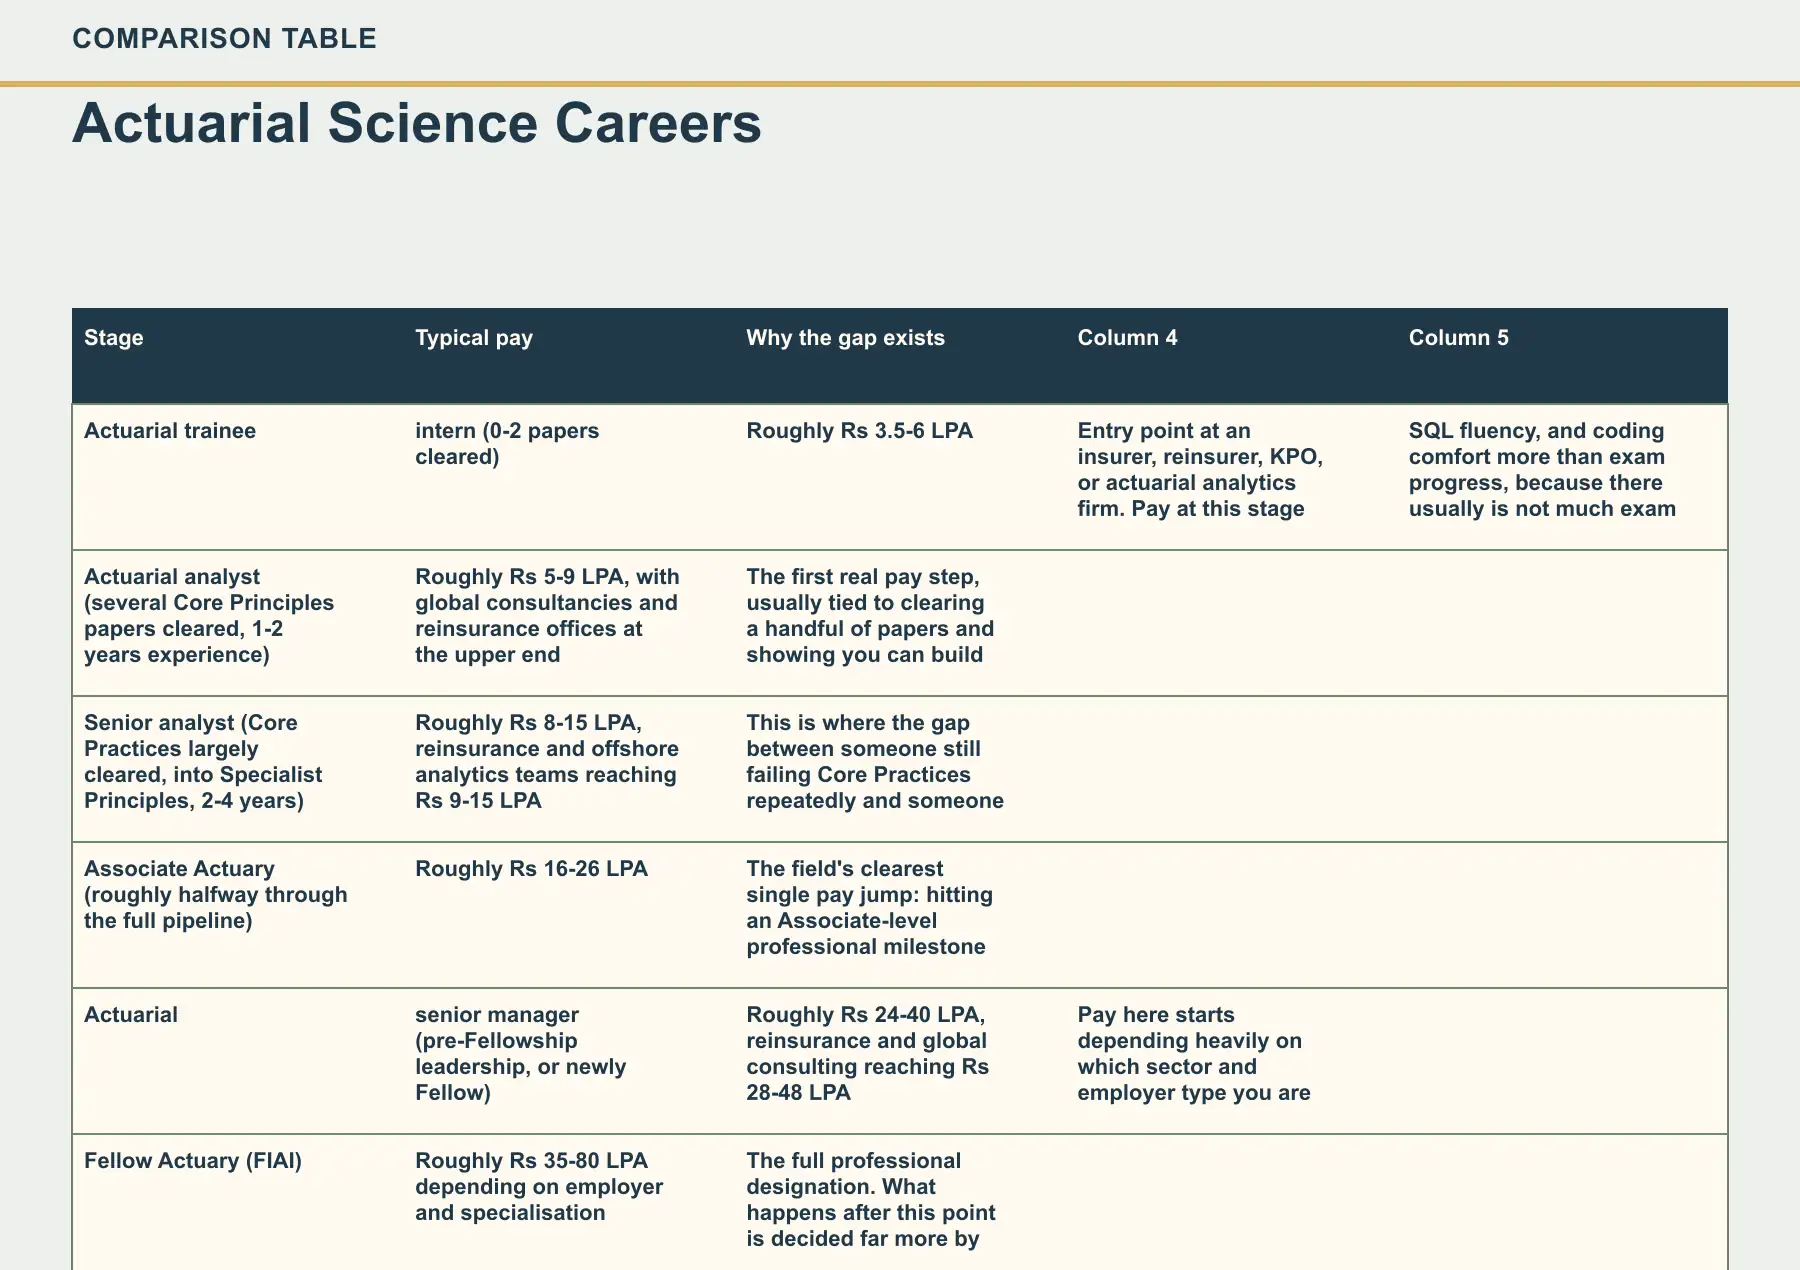 COMPARISON TABLE
Actuarial Science Careers
Stage
Typical pay
Why the gap exists
Column 4
Column 5
Actuarial trainee
intern (0-2 papers
cleared)
Roughly Rs 3.5-6 LPA
Entry point at an
insurer, reinsurer, KPO,
or actuarial analytics
firm. Pay at this stage
SQL fluency, and coding
comfort more than exam
progress, because there
usually is not much exam
Actuarial analyst
(several Core Principles
papers cleared, 1-2
years experience)
Roughly Rs 5-9 LPA, with
global consultancies and
reinsurance offices at
the upper end
The first real pay step,
usually tied to clearing
a handful of papers and
showing you can build
Senior analyst (Core
Practices largely
cleared, into Specialist
Principles, 2-4 years)
Roughly Rs 8-15 LPA,
reinsurance and offshore
analytics teams reaching
Rs 9-15 LPA
This is where the gap
between someone still
failing Core Practices
repeatedly and someone
Associate Actuary
(roughly halfway through
the full pipeline)
Roughly Rs 16-26 LPA
The field's clearest
single pay jump: hitting
an Associate-level
professional milestone
Actuarial
senior manager
(pre-Fellowship
leadership, or newly
Fellow)
Roughly Rs 24-40 LPA,
reinsurance and global
consulting reaching Rs
28-48 LPA
Pay here starts
depending heavily on
which sector and
employer type you are
Fellow Actuary (FIAI)
Roughly Rs 35-80 LPA
depending on employer
and specialisation
The full professional
designation. What
happens after this point
is decided far more by